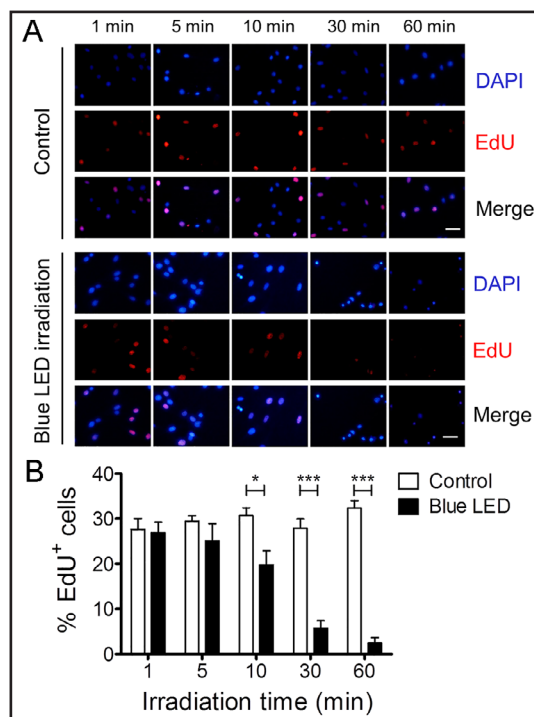 A
1 min 5 min 10 min 30 min 60 min
Control
DAPI
EdU
Merge
Blue LED irradiation
DAPI
EdU
Merge
B
Control
Blue LED
* *** ***
% EdU⁺ cells
40
30
20
10
0
1 5 10 30 60
Irradiation time (min)